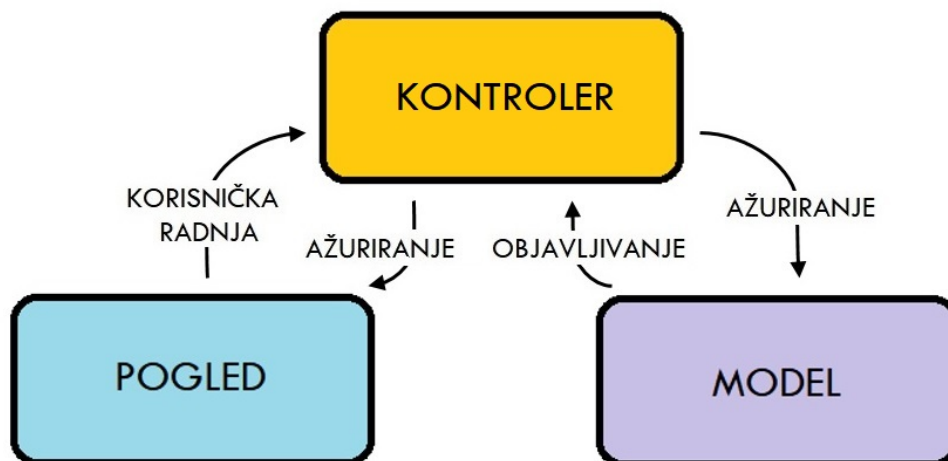 KONTROLER
KORISNIČKA
RADNJA
AŽURIRANJE
OBJAVLJIVANJE
AŽURIRANJE
POGLED
MODEL